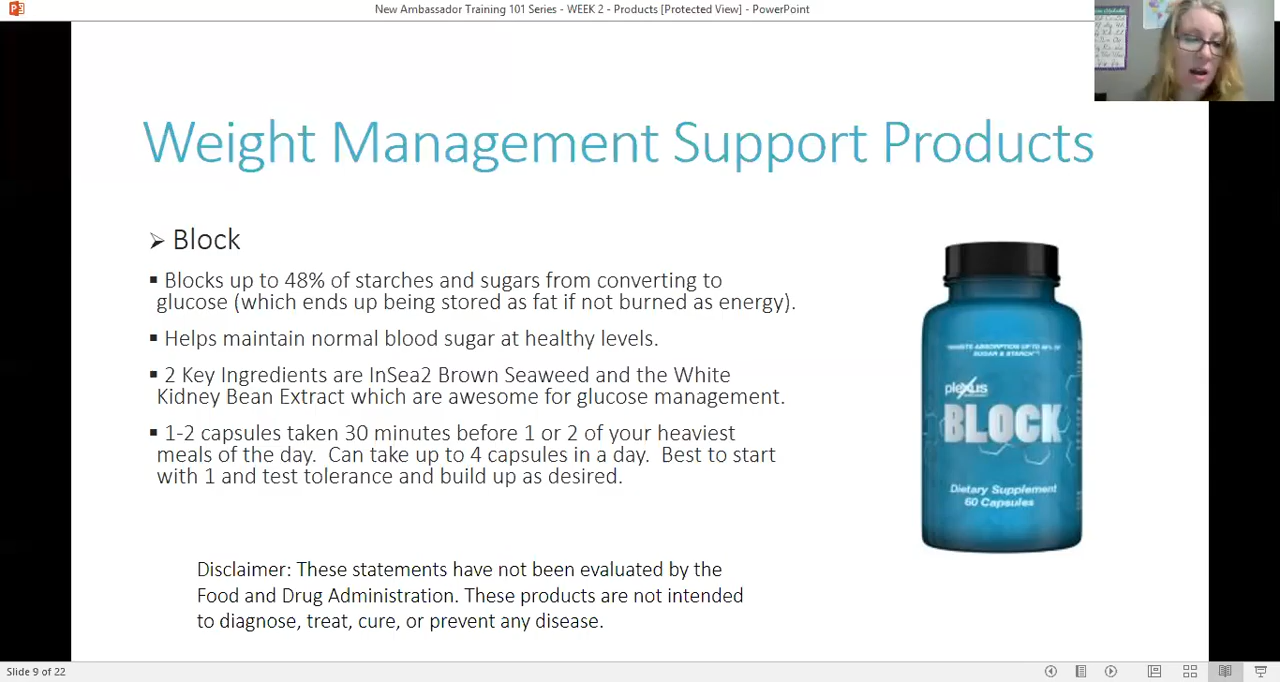 New Ambassador Training 101 Series - WEEK 2 - Products [Protected View] - PowerPoint
Weight Management Support Products
➢ Block
▪ Blocks up to 48% of starches and sugars from converting to
glucose (which ends up being stored as fat if not burned as energy).
▪ Helps maintain normal blood sugar at healthy levels.
▪ 2 Key Ingredients are InSea2 Brown Seaweed and the White
Kidney Bean Extract which are awesome for glucose management.
▪ 1-2 capsules taken 30 minutes before 1 or 2 of your heaviest
meals of the day. Can take up to 4 capsules in a day. Best to start
with 1 and test tolerance and build up as desired.
SUGAR & STARCH
plexus
BLOCK
Dietary Supplement
60 Capsules
Disclaimer: These statements have not been evaluated by the
Food and Drug Administration. These products are not intended
to diagnose, treat, cure, or prevent any disease.
Slide 9 of 22